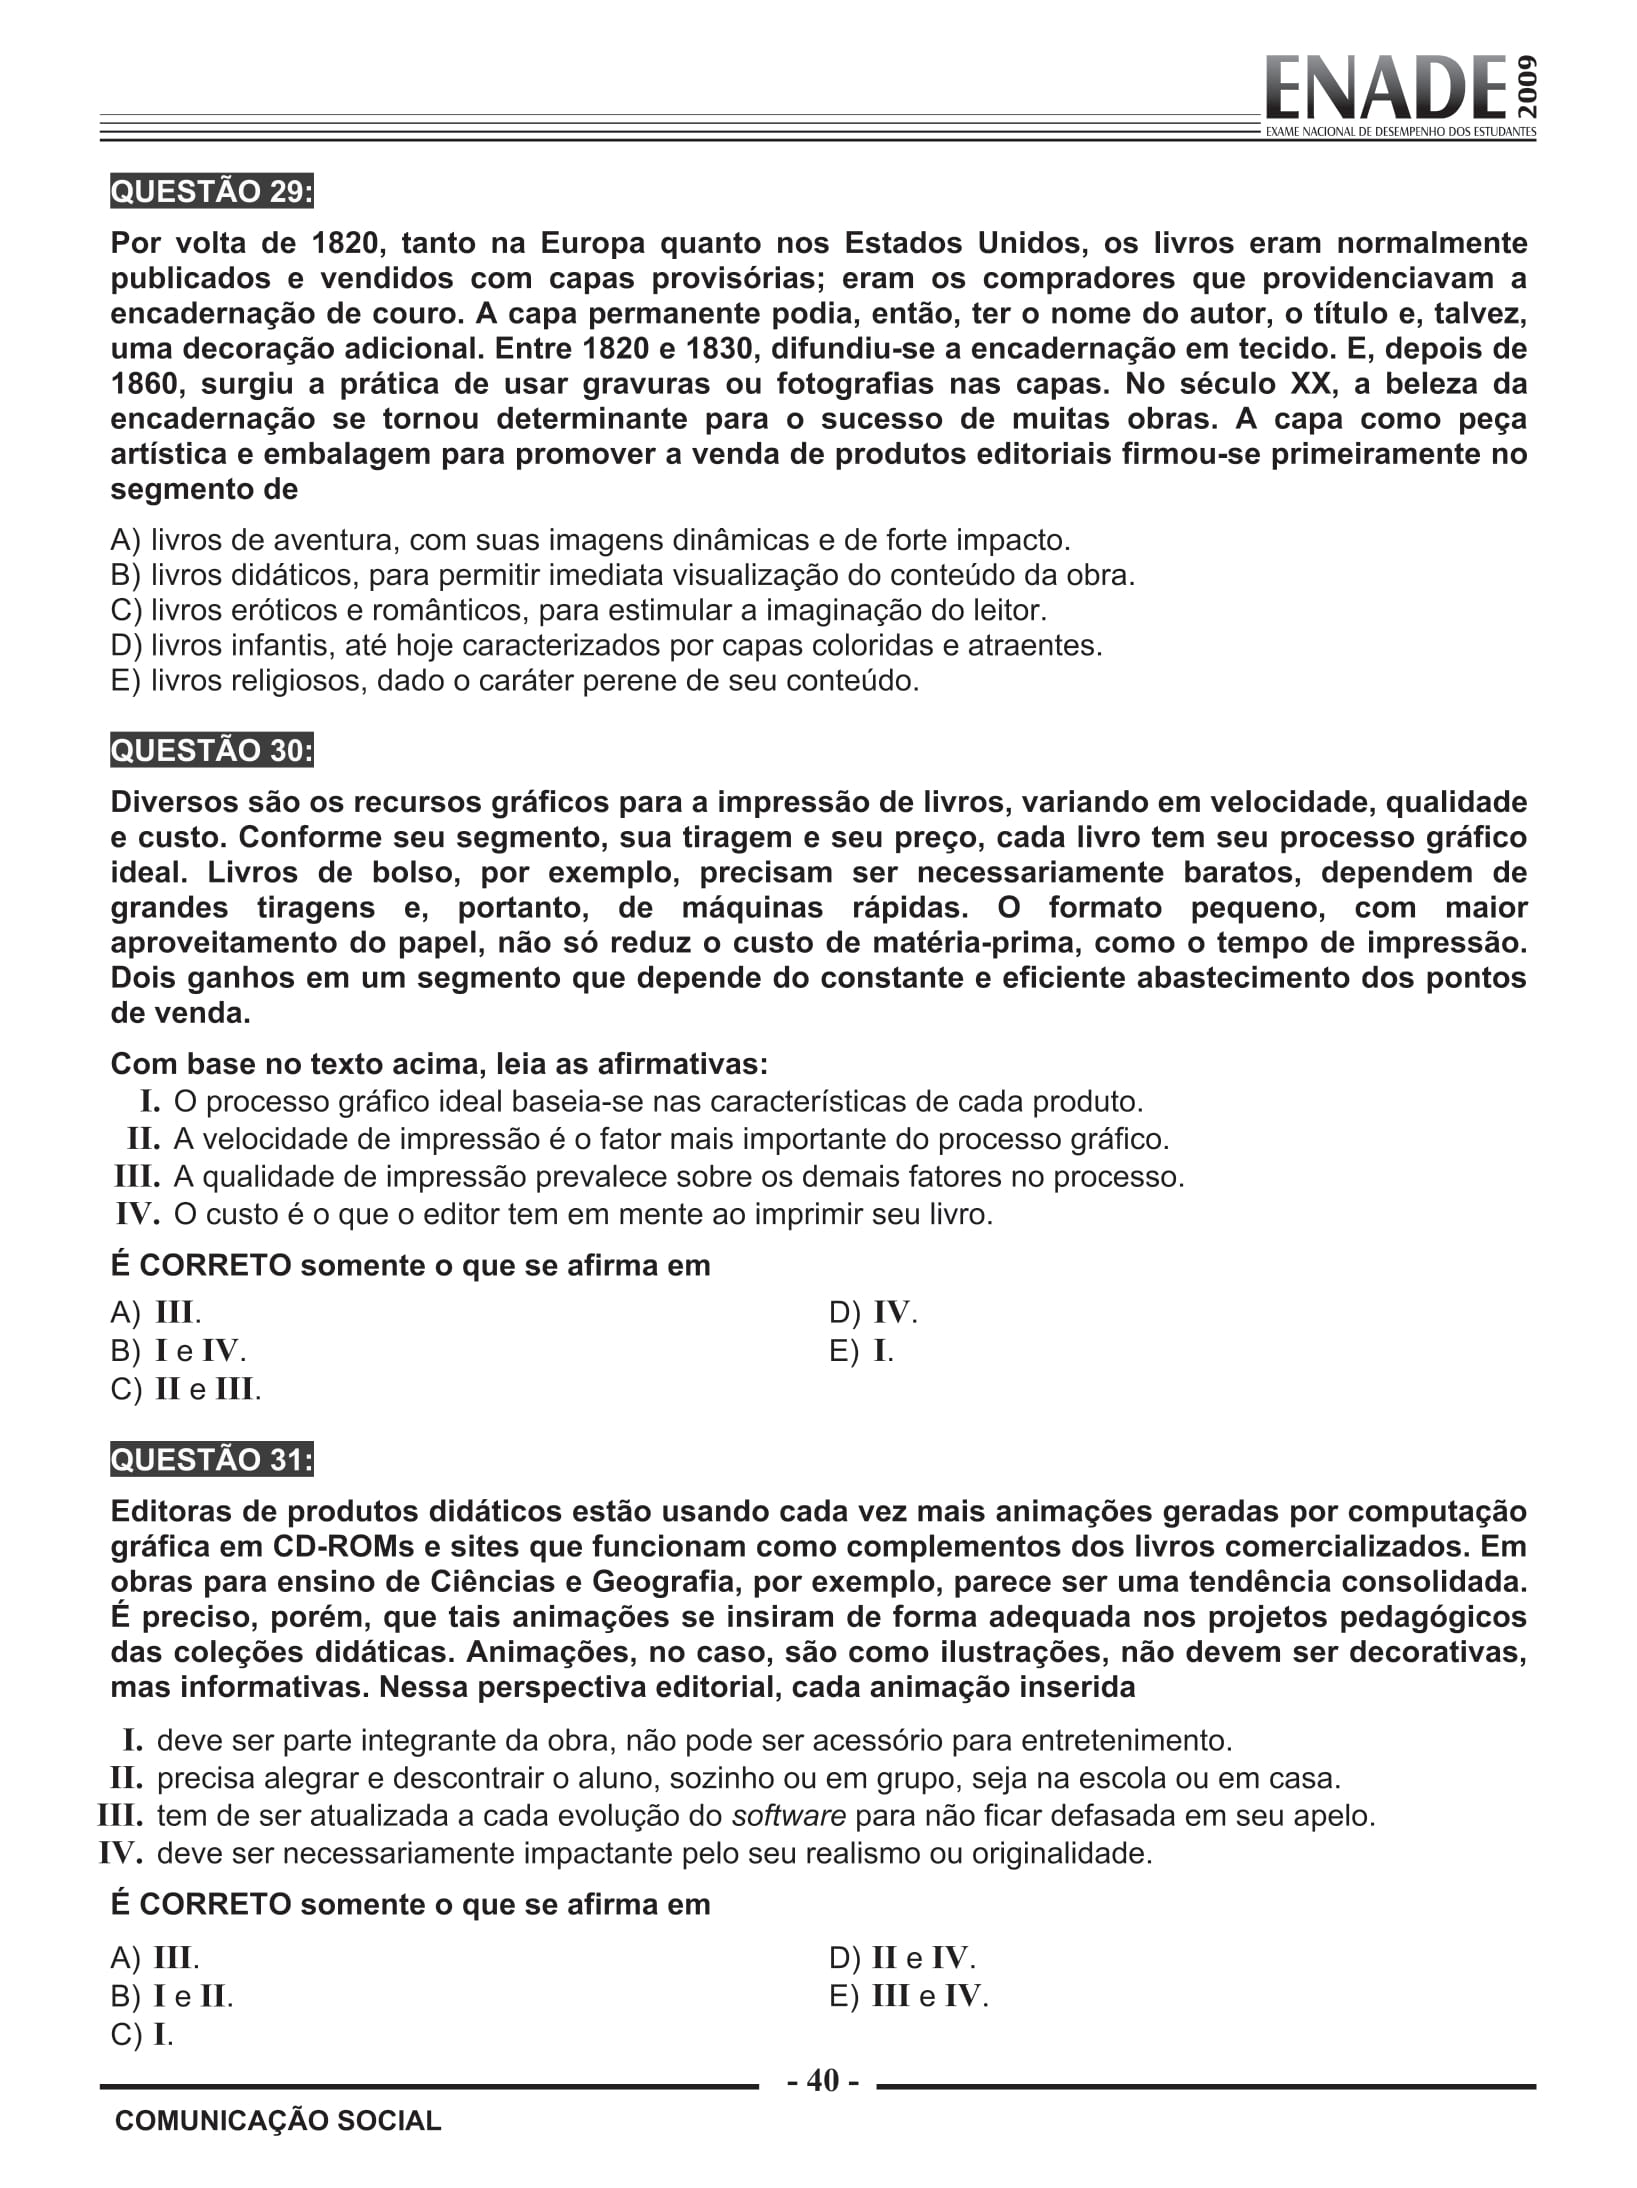 ENADE 2009
EXAME NACIONAL DE DESEMPENHO DOS ESTUDANTES
QUESTÃO 29:
Por volta de 1820, tanto na Europa quanto nos Estados Unidos, os livros eram normalmente
publicados e vendidos com capas provisórias; eram os compradores que providenciavam a
encadernação de couro. A capa permanente podia, então, ter o nome do autor, o título e, talvez,
uma decoração adicional. Entre 1820 e 1830, difundiu-se a encadernação em tecido. E, depois de
1860, surgiu a prática de usar gravuras ou fotografias nas capas. No século XX, a beleza da
encadernação se tornou determinante para o sucesso de muitas obras. A capa como peça
artística e embalagem para promover a venda de produtos editoriais firmou-se primeiramente no
segmento de
A) livros de aventura, com suas imagens dinâmicas e de forte impacto.
B) livros didáticos, para permitir imediata visualização do conteúdo da obra.
C) livros eróticos e românticos, para estimular a imaginação do leitor.
D) livros infantis, até hoje caracterizados por capas coloridas e atraentes.
E) livros religiosos, dado o caráter perene de seu conteúdo.
QUESTÃO 30:
Diversos são os recursos gráficos para a impressão de livros, variando em velocidade, qualidade
e custo. Conforme seu segmento, sua tiragem e seu preço, cada livro tem seu processo gráfico
ideal. Livros de bolso, por exemplo, precisam ser necessariamente baratos, dependem de
grandes tiragens e, portanto, de máquinas rápidas. O formato pequeno, com maior
aproveitamento do papel, não só reduz o custo de matéria-prima, como o tempo de impressão.
Dois ganhos em um segmento que depende do constante e eficiente abastecimento dos pontos
de venda.
Com base no texto acima, leia as afirmativas:
I. O processo gráfico ideal baseia-se nas características de cada produto.
II. A velocidade de impressão é o fator mais importante do processo gráfico.
III. A qualidade de impressão prevalece sobre os demais fatores no processo.
IV. O custo é o que o editor tem em mente ao imprimir seu livro.
É CORRETO somente o que se afirma em
A) III.
B) I e IV.
C) II e III.
D) IV.
E) I.
QUESTÃO 31:
Editoras de produtos didáticos estão usando cada vez mais animações geradas por computação
gráfica em CD-ROMs e sites que funcionam como complementos dos livros comercializados. Em
obras para ensino de Ciências e Geografia, por exemplo, parece ser uma tendência consolidada.
É preciso, porém, que tais animações se insiram de forma adequada nos projetos pedagógicos
das coleções didáticas. Animações, no caso, são como ilustrações, não devem ser decorativas,
mas informativas. Nessa perspectiva editorial, cada animação inserida
I. deve ser parte integrante da obra, não pode ser acessório para entretenimento.
II. precisa alegrar e descontrair o aluno, sozinho ou em grupo, seja na escola ou em casa.
III. tem de ser atualizada a cada evolução do software para não ficar defasada em seu apelo.
IV. deve ser necessariamente impactante pelo seu realismo ou originalidade.
É CORRETO somente o que se afirma em
A) III.
B) I e II.
C) I.
D) II e IV.
E) III e IV.
- 40 -
COMUNICAÇÃO SOCIAL